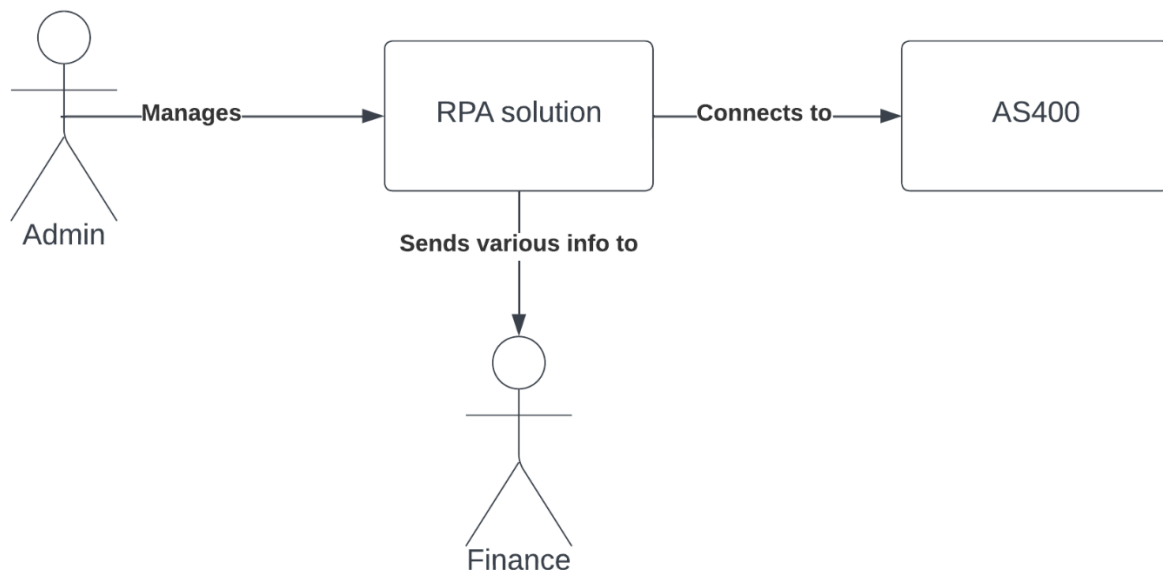 Manages
RPA solution
Connects to
AS400
Admin
Sends various info to
Finance